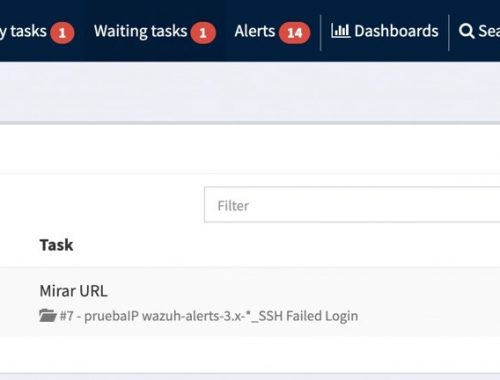 y tasks 1 Waiting tasks 1 Alerts 14 Dashboards Sea
Filter
Task
Mirar URL
#7 - pruebaIP wazuh-alerts-3.x-*_SSH Failed Login